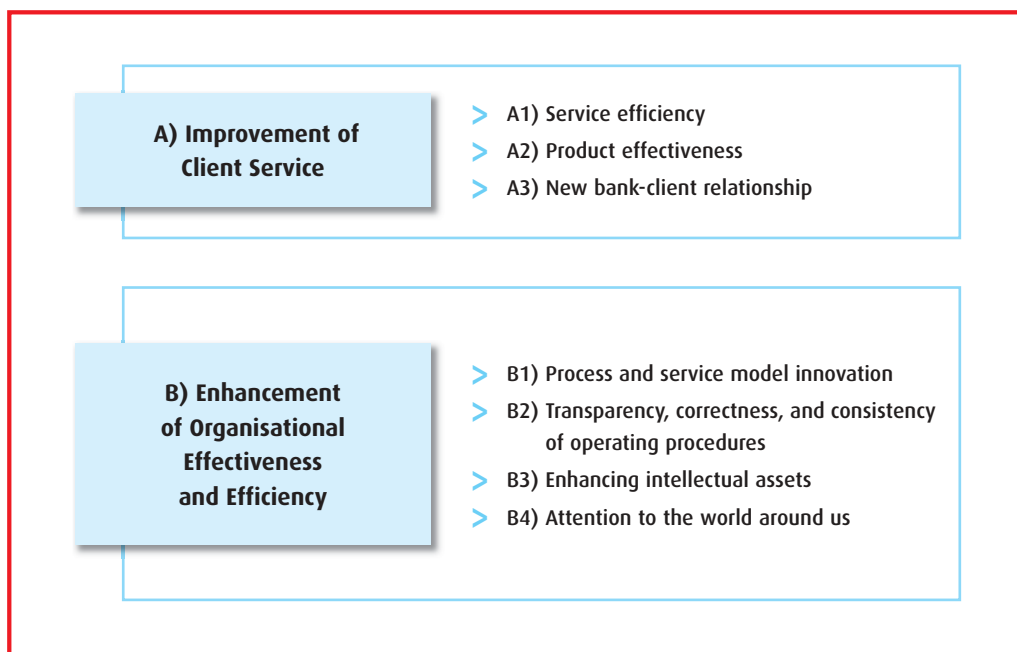 A) Improvement of
Client Service
> A1) Service efficiency
> A2) Product effectiveness
> A3) New bank-client relationship
B) Enhancement
of Organisational
Effectiveness
and Efficiency
> B1) Process and service model innovation
> B2) Transparency, correctness, and consistency
of operating procedures
> B3) Enhancing intellectual assets
> B4) Attention to the world around us